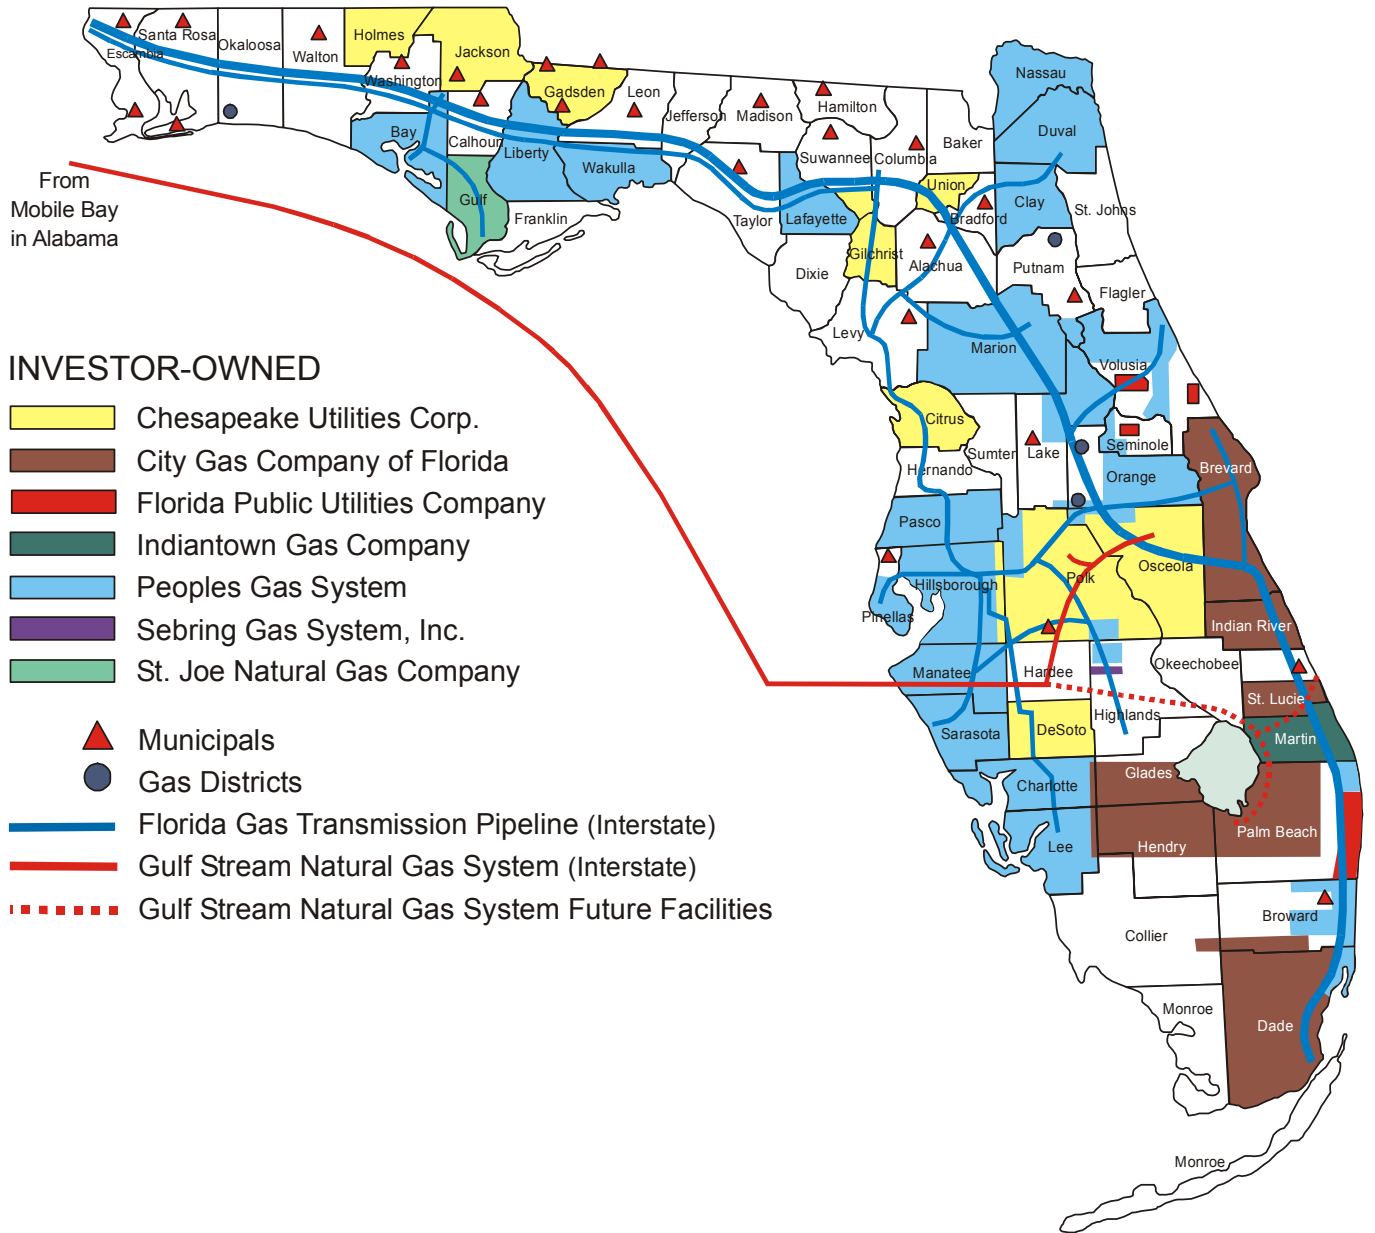 Santa Rosa
Escambia
Okaloosa
Walton
Holmes
Washington
Jackson
Gadsden
Leon
Jefferson
Madison
Hamilton
Suwannee
Columbia
Baker
Nassau
Duval
Bay
Calhoun
Liberty
Wakulla
Gulf
Franklin
Taylor
Lafayette
Union
Bradford
Clay
St. Johns
Dixie
Gilchrist
Alachua
Putnam
Flagler
Levy
Marion
Volusia
From
Mobile Bay
in Alabama
INVESTOR-OWNED
Chesapeake Utilities Corp.
City Gas Company of Florida
Florida Public Utilities Company
Indiantown Gas Company
Peoples Gas System
Sebring Gas System, Inc.
St. Joe Natural Gas Company
Municipals
Gas Districts
Florida Gas Transmission Pipeline (Interstate)
Gulf Stream Natural Gas System (Interstate)
Gulf Stream Natural Gas System Future Facilities
Citrus
Sumter
Lake
Seminole
Hernando
Orange
Brevard
Pasco
Hillsborough
Polk
Osceola
Pinellas
Indian River
Manatee
Hardee
Okeechobee
St. Lucie
Highlands
Sarasota
DeSoto
Martin
Charlotte
Glades
Lee
Hendry
Palm Beach
Broward
Collier
Monroe
Dade
Monroe